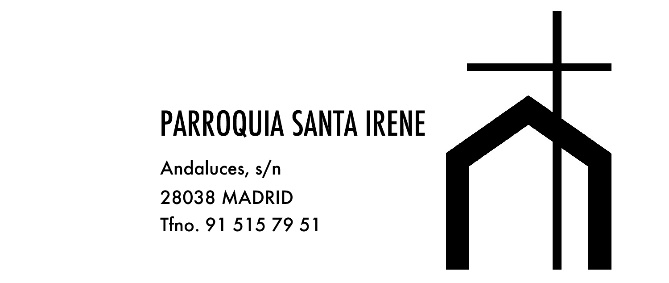 PARROQUIA SANTA IRENE
Andaluces, s/n
28038 MADRID
Tfno. 91 515 79 51